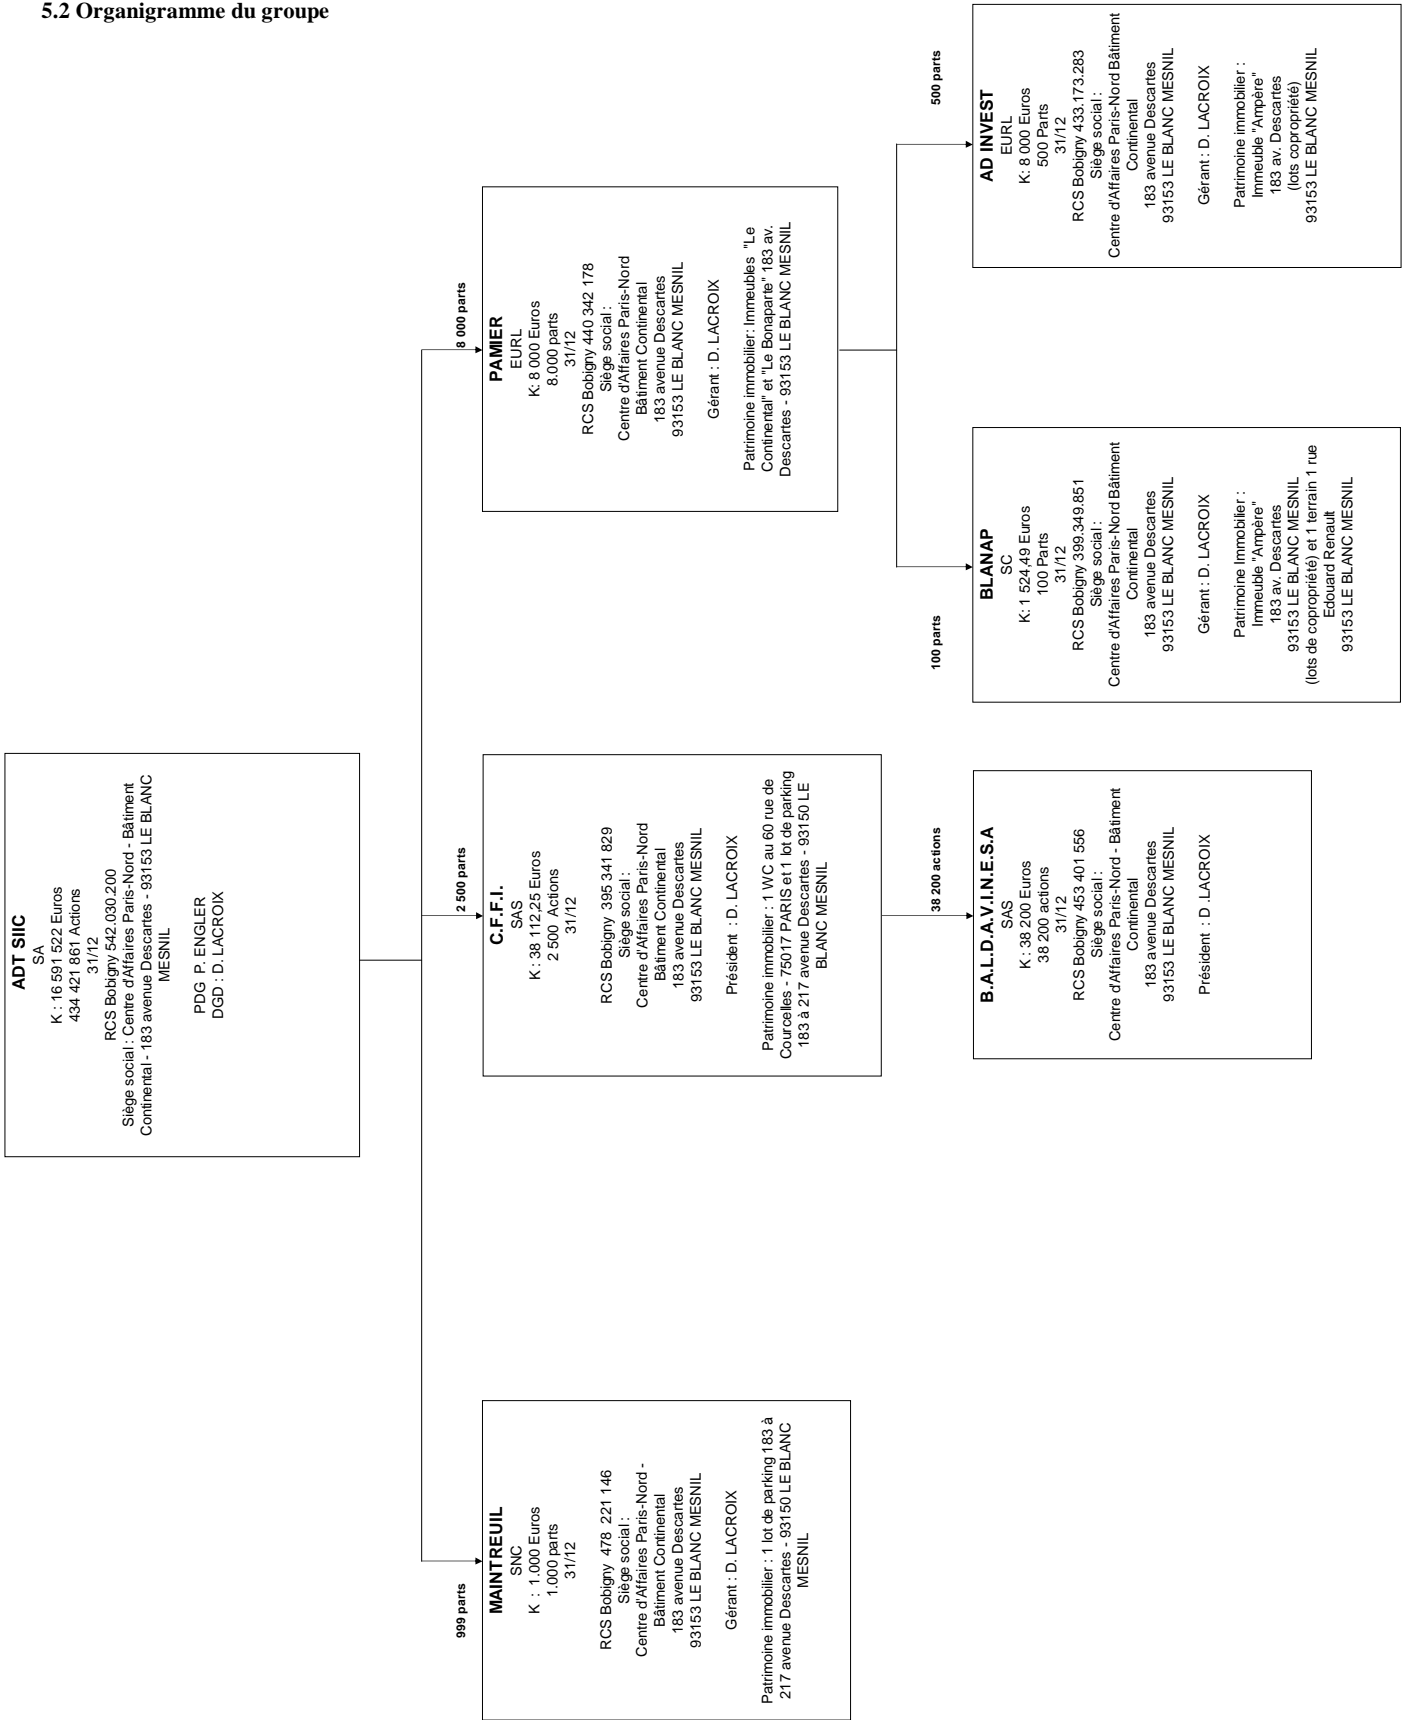 5.2 Organigramme du groupe
ADT SIIC
SA
K : 16 591 522 Euros
434 421 861 Actions
31/12
RCS Bobigny 542.030.200
Siège social : Centre d'Affaires Paris-Nord - Bâtiment
Continental - 183 avenue Descartes - 93153 LE BLANC
MESNIL
PDG P. ENGLER
DGD : D. LACROIX
999 parts
MAINTREUIL
SNC
K : 1.000 Euros
1.000 parts
31/12
RCS Bobigny 478 221 146
Siège social :
Centre d'Affaires Paris-Nord -
Bâtiment Continental
183 avenue Descartes
93153 LE BLANC MESNIL
Gérant : D. LACROIX
Patrimoine immobilier : 1 lot de parking 183 à
217 avenue Descartes - 93150 LE BLANC
MESNIL
2 500 parts
C.F.F.I.
SAS
K : 38 112,25 Euros
2 500 Actions
31/12
RCS Bobigny 395 341 829
Siège social :
Centre d'Affaires Paris-Nord
Bâtiment Continental
183 avenue Descartes
93153 LE BLANC MESNIL
Président : D. LACROIX
Patrimoine immobilier : 1 WC au 60 rue de
Courcelles - 75017 PARIS et 1 lot de parking
183 à 217 avenue Descartes - 93150 LE
BLANC MESNIL
8 000 parts
PAMIER
EURL
K: 8 000 Euros
8.000 parts
31/12
RCS Bobigny 440 342 178
Siège social :
Centre d'Affaires Paris-Nord
Bâtiment Continental
183 avenue Descartes
93153 LE BLANC MESNIL
Gérant : D. LACROIX
Patrimoine immobilier: Immeubles "Le
Continental" et "Le Bonaparte" 183 av.
Descartes - 93153 LE BLANC MESNIL
38 200 actions
B.A.L.D.A.V.I.N.E.S.A
SAS
K : 38 200 Euros
38 200 actions
31/12
RCS Bobigny 453 401 556
Siège social :
Centre d'Affaires Paris-Nord - Bâtiment
Continental
183 avenue Descartes
93153 LE BLANC MESNIL
Président : D .LACROIX
100 parts
BLANAP
SC
K: 1 524,49 Euros
100 Parts
31/12
RCS Bobigny 399.349.851
Siège social :
Centre d'Affaires Paris-Nord Bâtiment
Continental
183 avenue Descartes
93153 LE BLANC MESNIL
Gérant : D. LACROIX
Patrimoine Immobilier :
Immeuble "Ampère"
183 av. Descartes
93153 LE BLANC MESNIL
(lots de copropriété) et 1 terrain 1 rue
Edouard Renault
93153 LE BLANC MESNIL
500 parts
AD INVEST
EURL
K: 8 000 Euros
500 Parts
31/12
RCS Bobigny 433.173.283
Siège social :
Centre d'Affaires Paris-Nord Bâtiment
Continental
183 avenue Descartes
93153 LE BLANC MESNIL
Gérant : D. LACROIX
Patrimoine immobilier :
Immeuble "Ampère"
183 av. Descartes
(lots copropriété)
93153 LE BLANC MESNIL